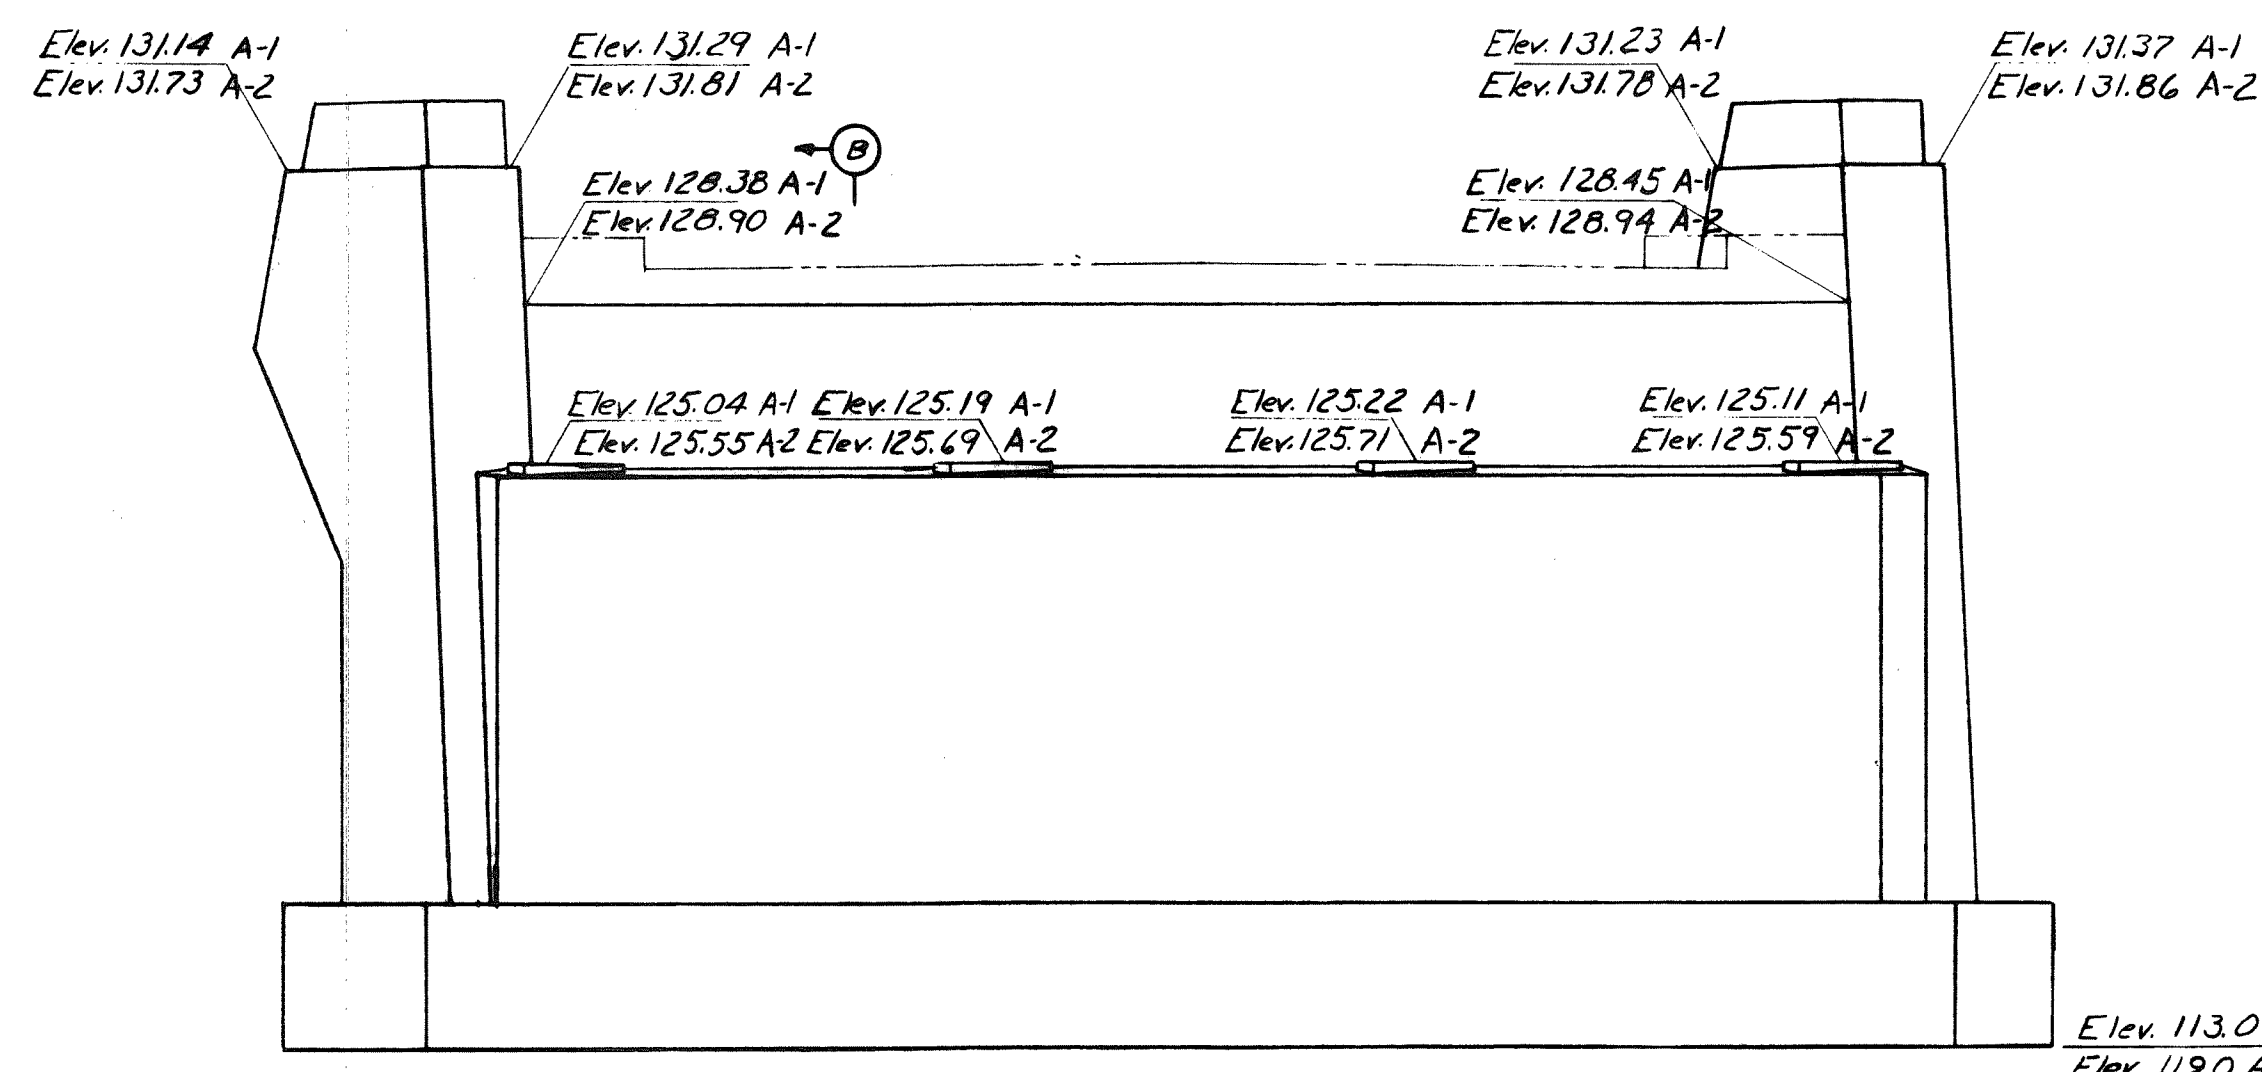 Elev. 131.14 A-1
Elev. 131.73 A-2
Elev. 131.29 A-1
Elev. 131.81 A-2
Elev. 131.23 A-1
Elev. 131.78 A-2
Elev. 131.37 A-1
Elev. 131.86 A-2
B
Elev. 128.38 A-1
Elev. 128.90 A-2
Elev. 128.45 A-1
Elev. 128.94 A-2
Elev. 125.04 A-1
Elev. 125.55 A-2
Elev. 125.19 A-1
Elev. 125.69 A-2
Elev. 125.22 A-1
Elev. 125.71 A-2
Elev. 125.11 A-1
Elev. 125.59 A-2
Elev. 113.0
Elev.